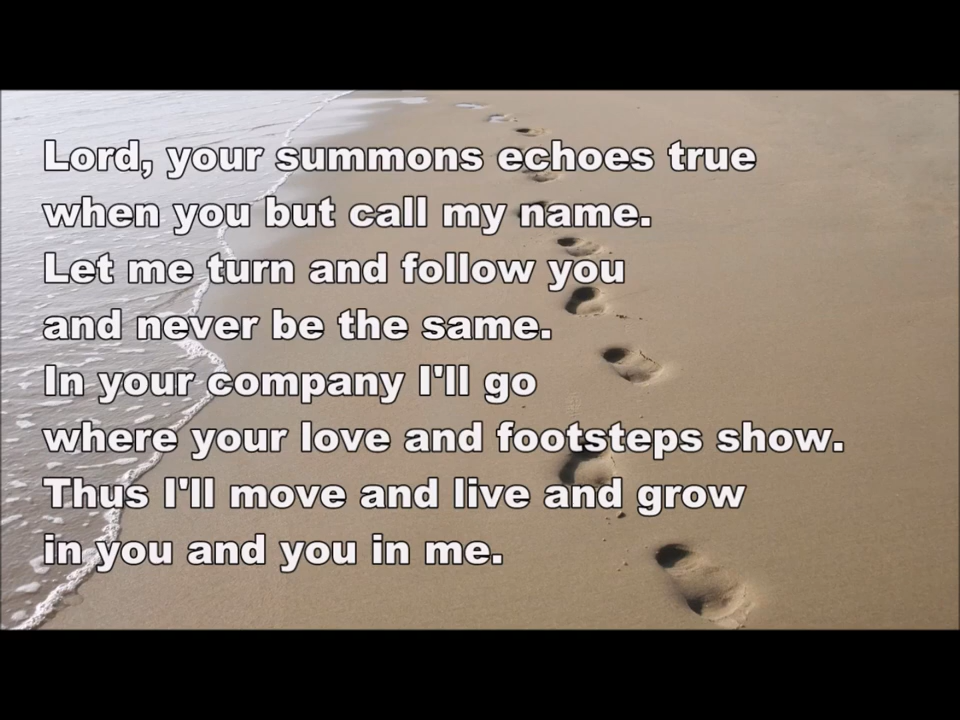 Lord, your summons echoes true
when you but call my name.
Let me turn and follow you
and never be the same.
In your company I'll go
where your love and footsteps show.
Thus I'll move and live and grow
in you and you in me.